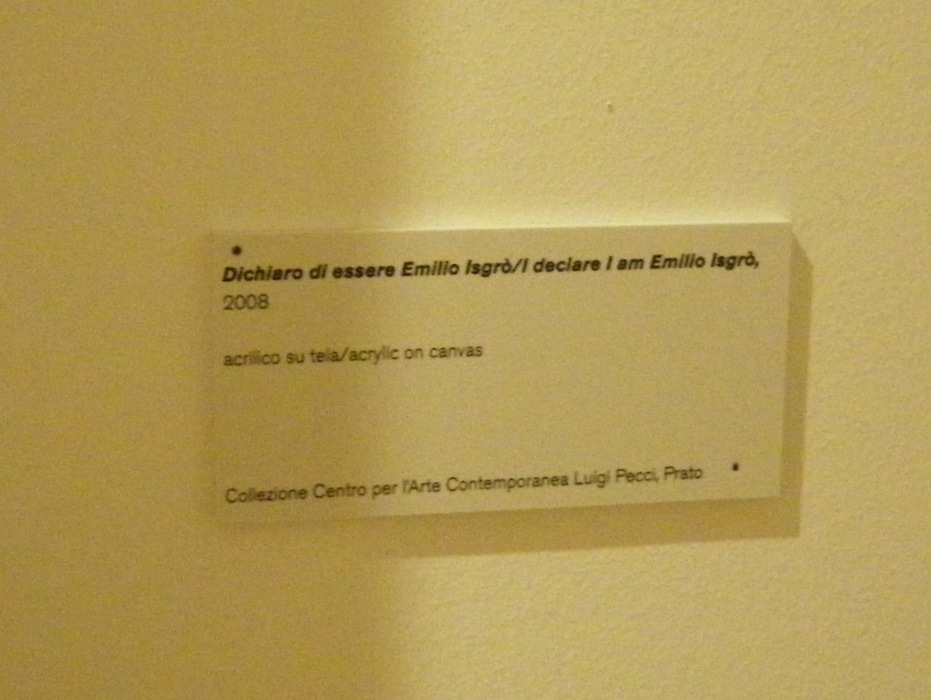 Dichiaro di essere Emilio Isgrò/I declare I am Emilio Isgrò,
2008
acrilico su tela/acrylic on canvas
Collezione Centro per l'Arte Contemporanea Luigi Pecci, Prato